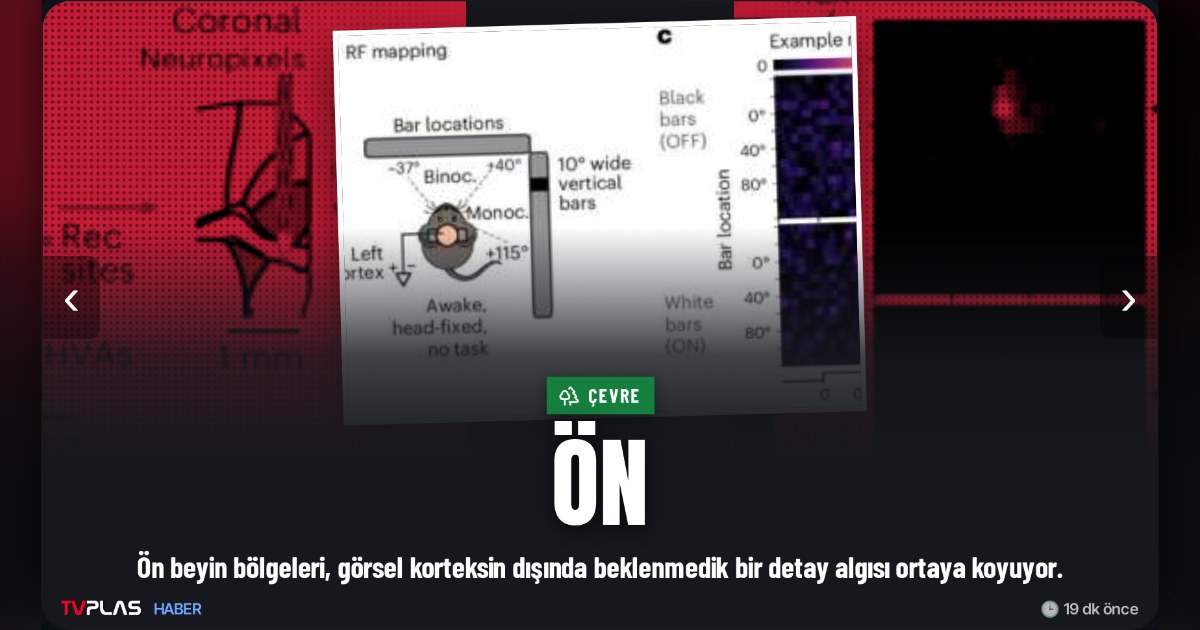 Coronal
Neuropixels
Rec
sites
HVAs
1 mm
RF mapping
Bar locations
-37°
+40°
Binoc.
Monoc.
+115°
10° wide
vertical
bars
Left
Awake,
head-fixed,
no task
c
Example
0
Black
bars
(OFF)
0°
40°
80°
Bar location
White
bars
(ON)
0°
40°
80°
0
ÇEVRE
ÖN
Ön beyin bölgeleri, görsel korteksin dışında beklenmedik bir detay algısı ortaya koyuyor.
TVPLAS HABER
19 dk önce